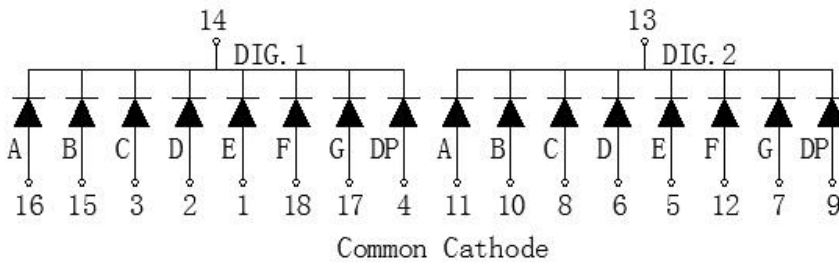 14 13
DIG.1 DIG.2
A B C D E F G DP A B C D E F G DP
16 15 3 2 1 18 17 4 11 10 8 6 5 12 7 9
Common Cathode